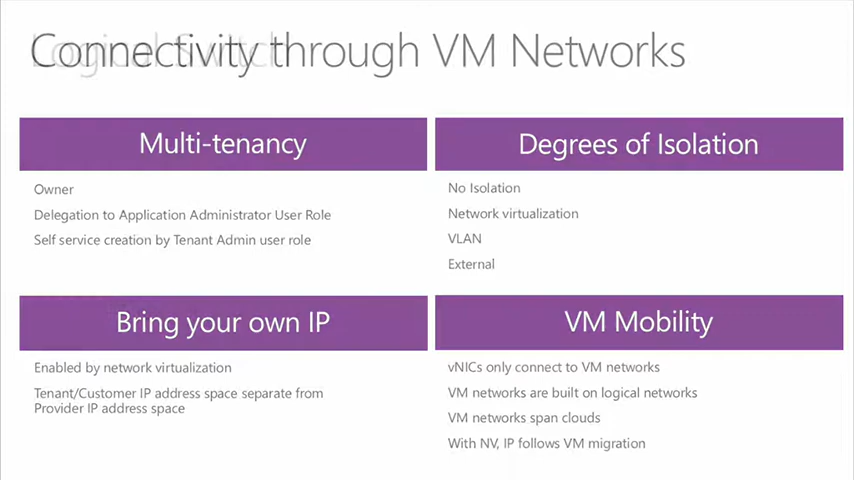 Connectivity through VM Networks
Logical Switch
Multi-tenancy
Owner
Delegation to Application Administrator User Role
Self service creation by Tenant Admin user role
Degrees of Isolation
No Isolation
Network virtualization
VLAN
External
Bring your own IP
Enabled by network virtualization
Tenant/Customer IP address space separate from
Provider IP address space
VM Mobility
vNICs only connect to VM networks
VM networks are built on logical networks
VM networks span clouds
With NV, IP follows VM migration